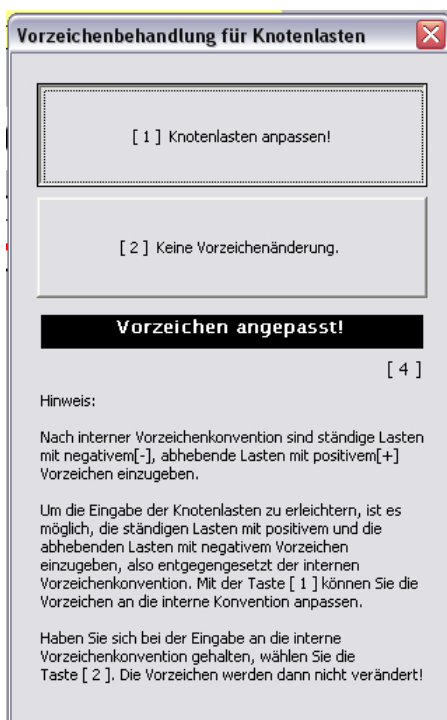 Vorzeichenbehandlung für Knotenlasten
[ 1 ] Knotenlasten anpassen!
[ 2 ] Keine Vorzeichenänderung.
Vorzeichen angepasst!
[ 4 ]
Hinweis:
Nach interner Vorzeichenkonvention sind ständige Lasten
mit negativem[-], abhebende Lasten mit positivem[+]
Vorzeichen einzugeben.
Um die Eingabe der Knotenlasten zu erleichtern, ist es
möglich, die ständigen Lasten mit positivem und die
abhebenden Lasten mit negativem Vorzeichen
einzugeben, also entgegengesetzt der internen
Vorzeichenkonvention. Mit der Taste [ 1 ] können Sie die
Vorzeichen an die interne Konvention anpassen.
Haben Sie sich bei der Eingabe an die interne
Vorzeichenkonvention gehalten, wählen Sie die
Taste [ 2 ]. Die Vorzeichen werden dann nicht verändert!